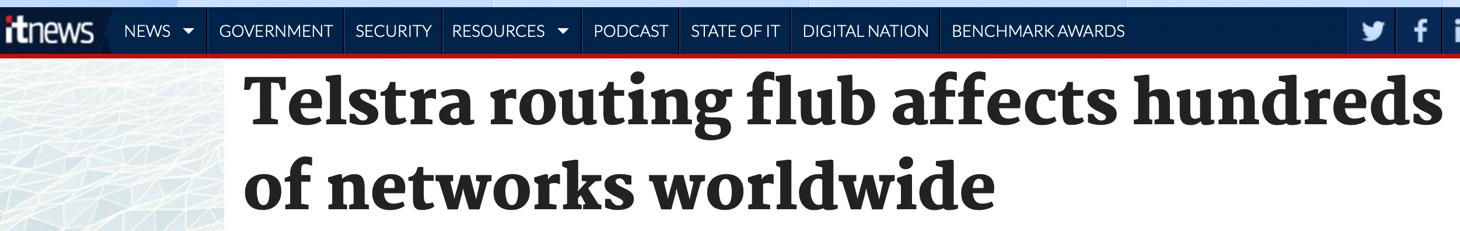 itnews NEWS GOVERNMENT SECURITY RESOURCES PODCAST STATE OF IT DIGITAL NATION BENCHMARK AWARDS
Telstra routing flub affects hundreds
of networks worldwide